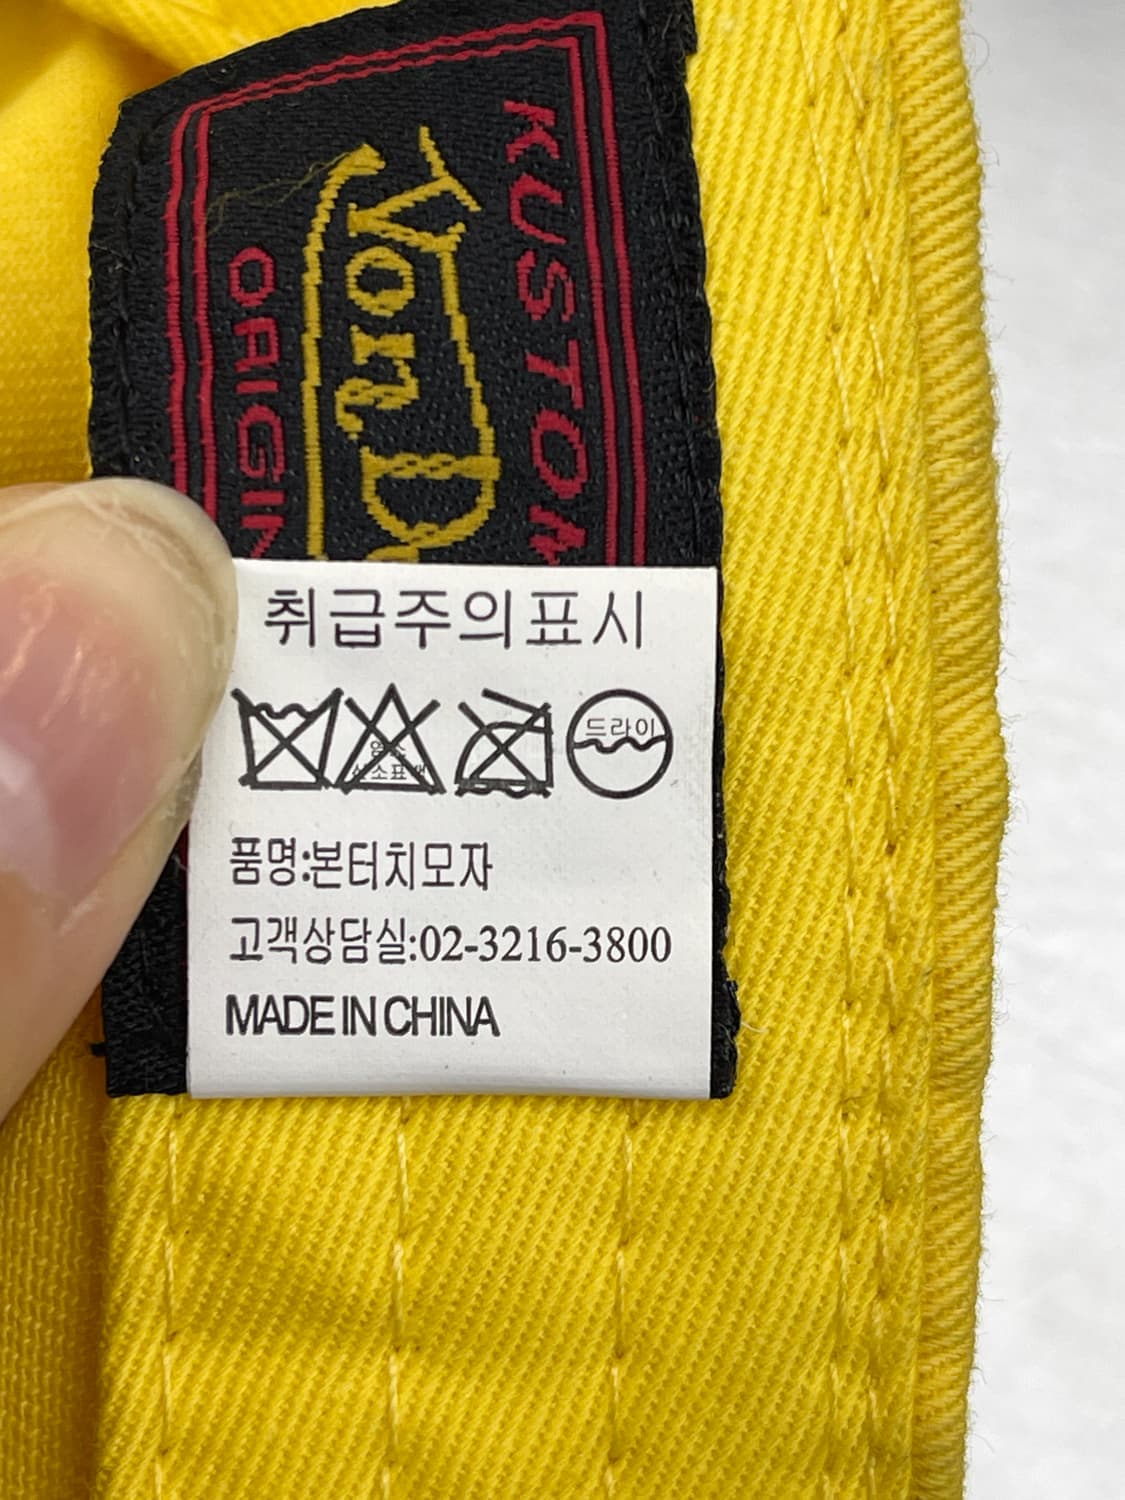 KUSTOM
Von D
ORIGIN
취급주의표시
드라이
품명:본터치모자
고객상담실:02-3216-3800
MADE IN CHINA